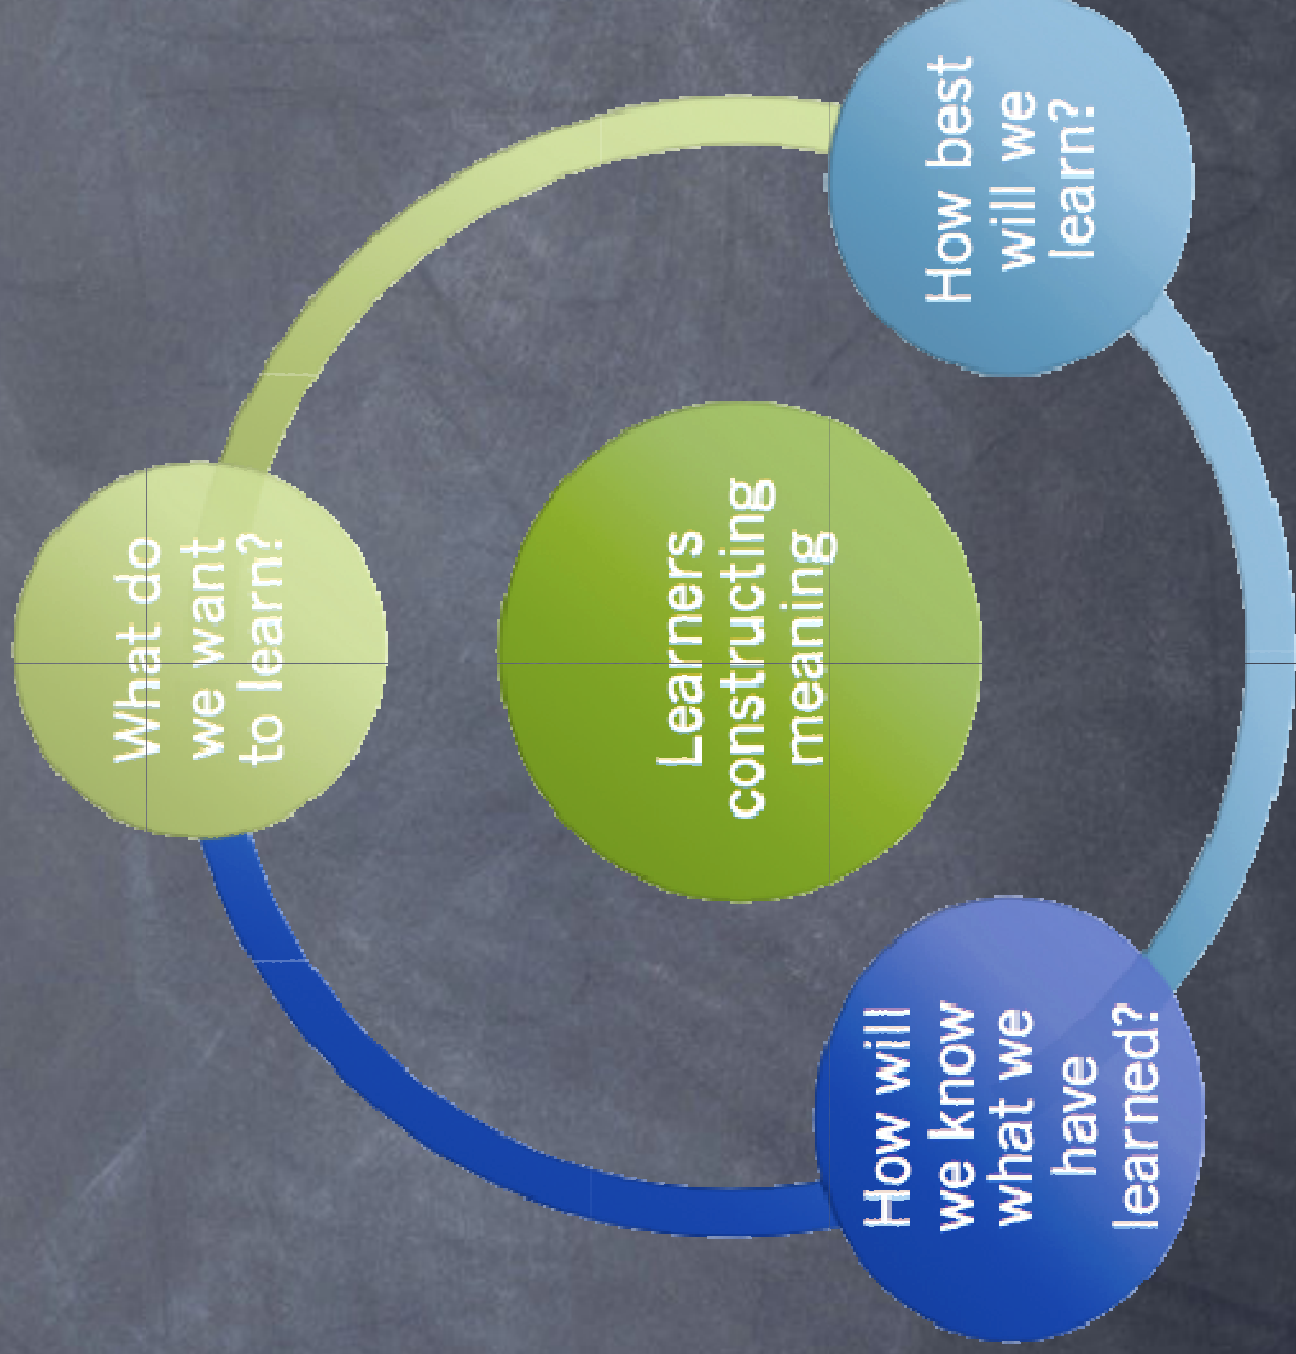 What do
we want
to learn?
How best
will we
learn?
Learners
constructing
meaning
How will
we know
what we
have
learned?